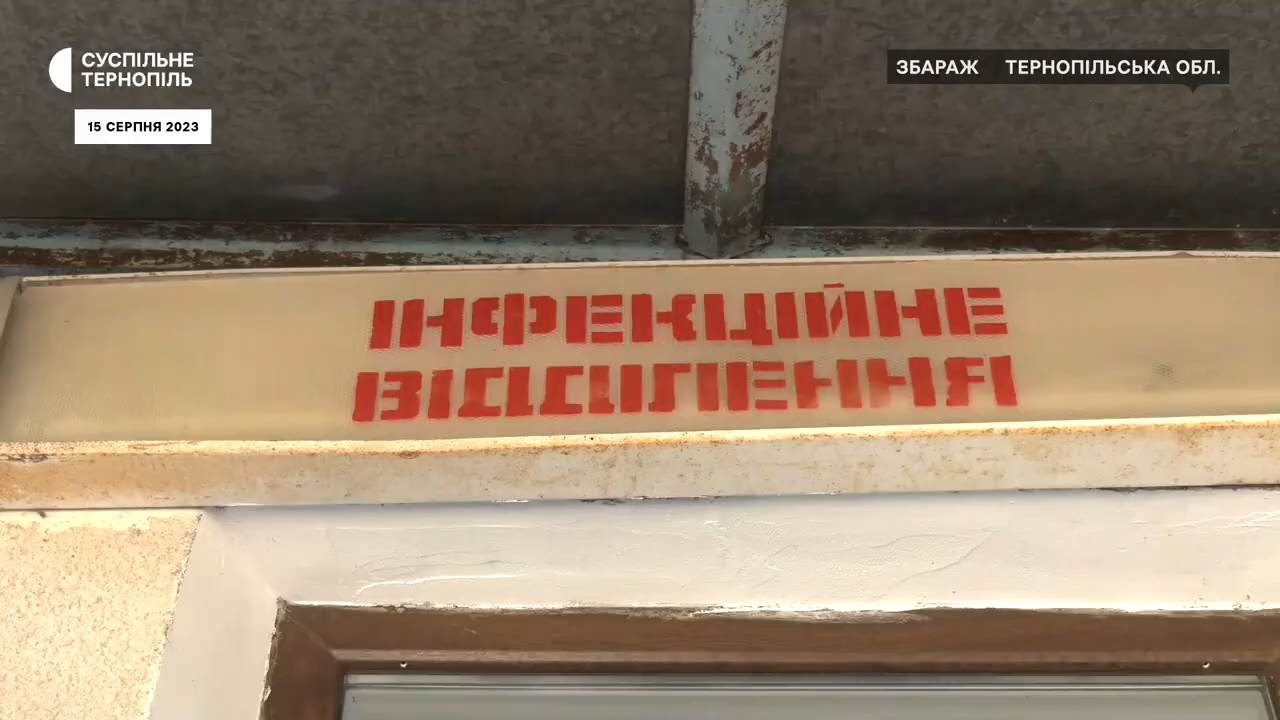 СУСПІЛЬНЕ
ТЕРНОПІЛЬ
15 СЕРПНЯ 2023
ЗБАРАЖ ТЕРНОПІЛЬСЬКА ОБЛ.
ІНФЕКЦІЙНЕ
ВІДДІЛЕННЯ